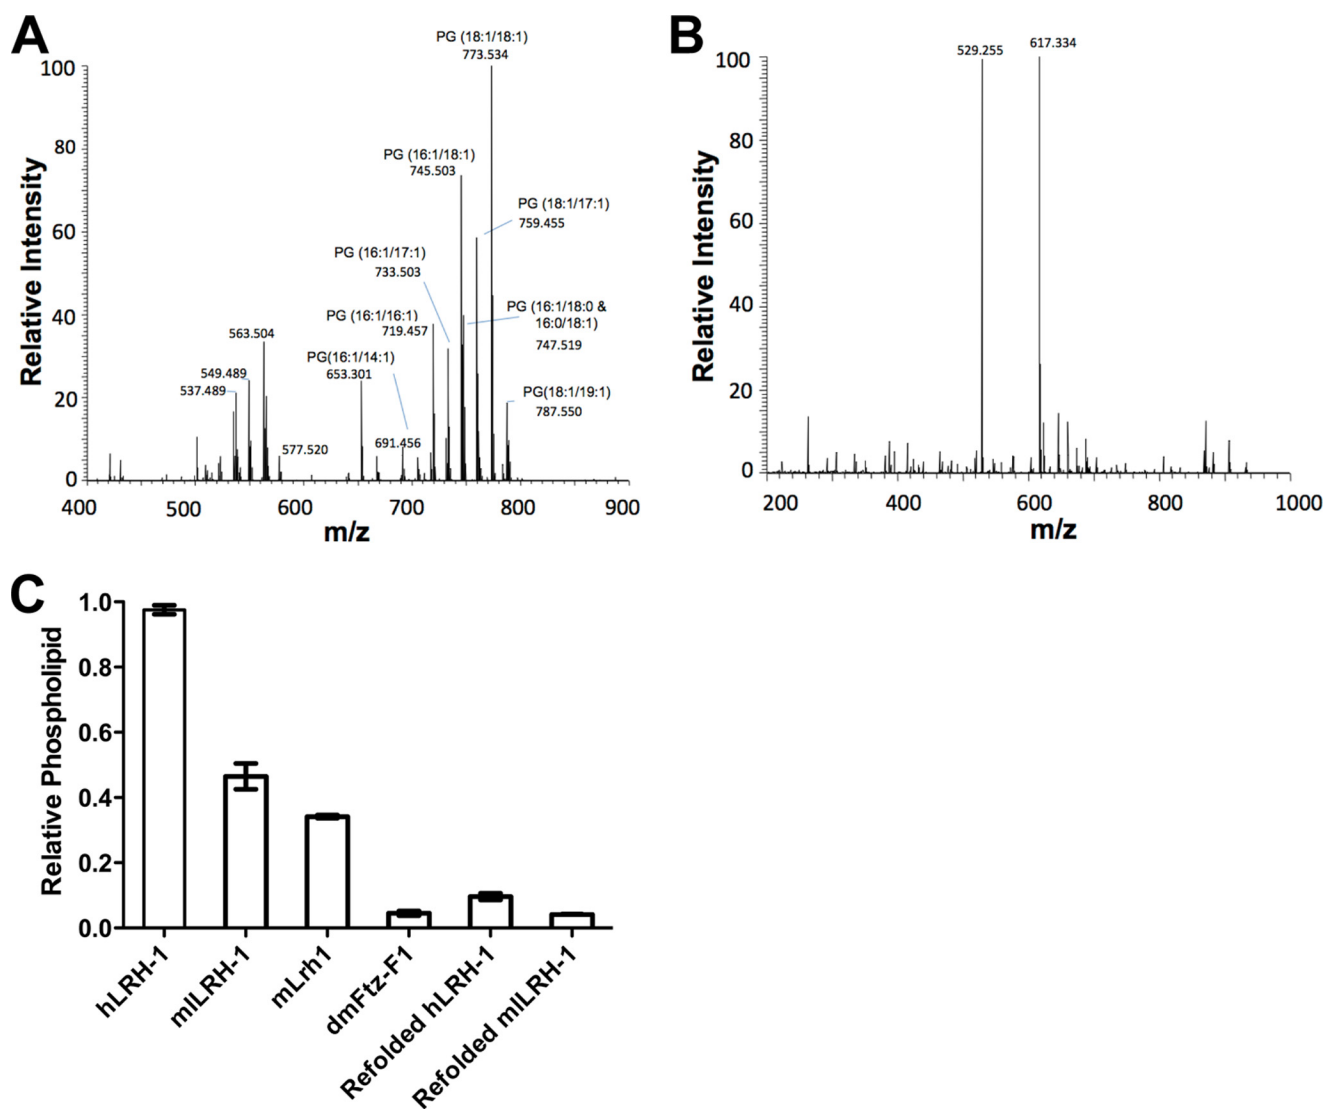 A
PG (18:1/18:1)
773.534
100
PG (16:1/18:1)
745.503
80
PG (18:1/17:1)
759.455
60
PG (16:1/17:1)
733.503
PG (16:1/18:0 &
16:0/18:1)
747.519
40
563.504
PG (16:1/16:1)
719.457
PG(16:1/14:1)
653.301
549.489
537.489
PG(18:1/19:1)
787.550
20
577.520
691.456
0
400 500 600 700 800 900
m/z
Relative Intensity
B
529.255
617.334
100
80
60
40
20
0
200 400 600 800 1000
m/z
Relative Intensity
C
1.0
0.8
0.6
0.4
0.2
0.0
Relative Phospholipid
hLRH-1
mlLRH-1
mLrh1
dmFtz-F1
Refolded hLRH-1
Refolded mlLRH-1